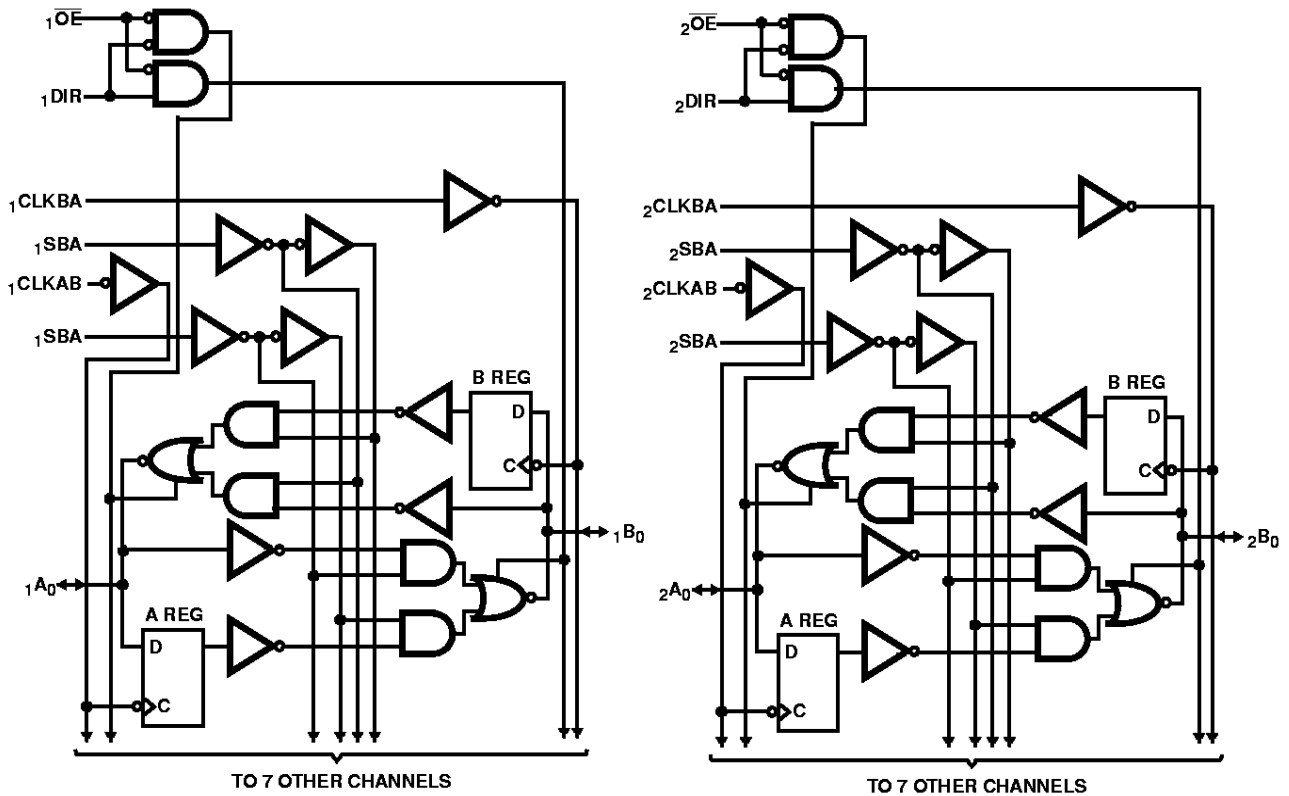 1OE
1DIR
1CLKBA
1SBA
1CLKAB
1SBA
B REG
D
C
1B0
1A0
A REG
D
C
TO 7 OTHER CHANNELS
2OE
2DIR
2CLKBA
2SBA
2CLKAB
2SBA
B REG
D
C
2B0
2A0
A REG
D
C
TO 7 OTHER CHANNELS